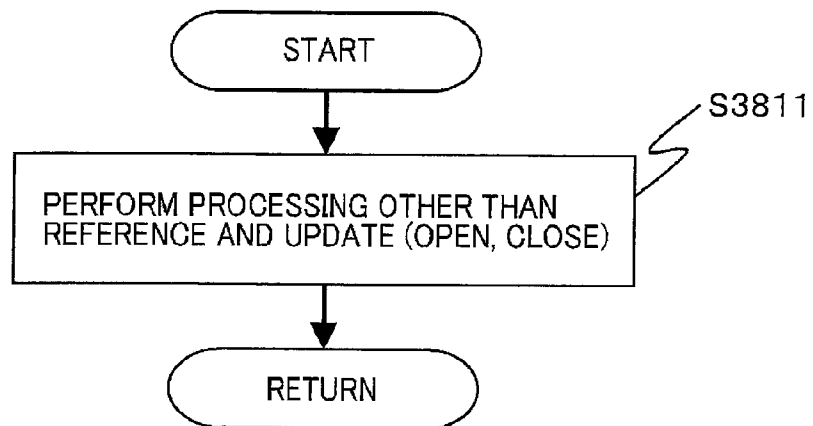 START
S3811
PERFORM PROCESSING OTHER THAN
REFERENCE AND UPDATE (OPEN, CLOSE)
RETURN